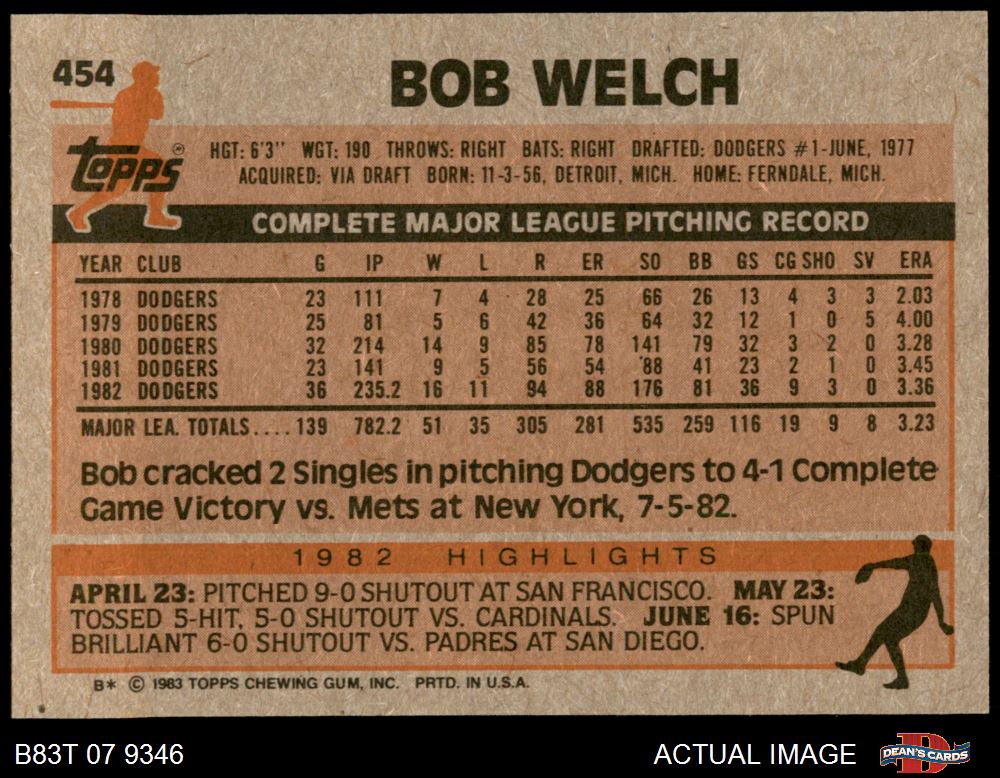 454
BOB WELCH
topps®
HGT: 6'3" WGT: 190 THROWS: RIGHT BATS: RIGHT DRAFTED: DODGERS #1-JUNE, 1977
ACQUIRED: VIA DRAFT BORN: 11-3-56, DETROIT, MICH. HOME: FERNDALE, MICH.
COMPLETE MAJOR LEAGUE PITCHING RECORD
YEAR CLUB G IP W L R ER SO BB GS CG SHO SV ERA
1978 DODGERS 23 111 7 4 28 25 66 26 13 4 3 3 2.03
1979 DODGERS 25 81 5 6 42 36 64 32 12 1 0 5 4.00
1980 DODGERS 32 214 14 9 85 78 141 79 32 3 2 0 3.28
1981 DODGERS 23 141 9 5 56 54 88 41 23 2 1 0 3.45
1982 DODGERS 36 235.2 16 11 94 88 176 81 36 9 3 0 3.36
MAJOR LEA. TOTALS.... 139 782.2 51 35 305 281 535 259 116 19 9 8 3.23
Bob cracked 2 Singles in pitching Dodgers to 4-1 Complete
Game Victory vs. Mets at New York, 7-5-82.
1982 HIGHLIGHTS
APRIL 23: PITCHED 9-0 SHUTOUT AT SAN FRANCISCO. MAY 23:
TOSSED 5-HIT, 5-0 SHUTOUT VS. CARDINALS. JUNE 16: SPUN
BRILLIANT 6-0 SHUTOUT VS. PADRES AT SAN DIEGO.
B* © 1983 TOPPS CHEWING GUM, INC. PRTD. IN U.S.A.
B83T 07 9346 ACTUAL IMAGE D DEAN'S CARDS